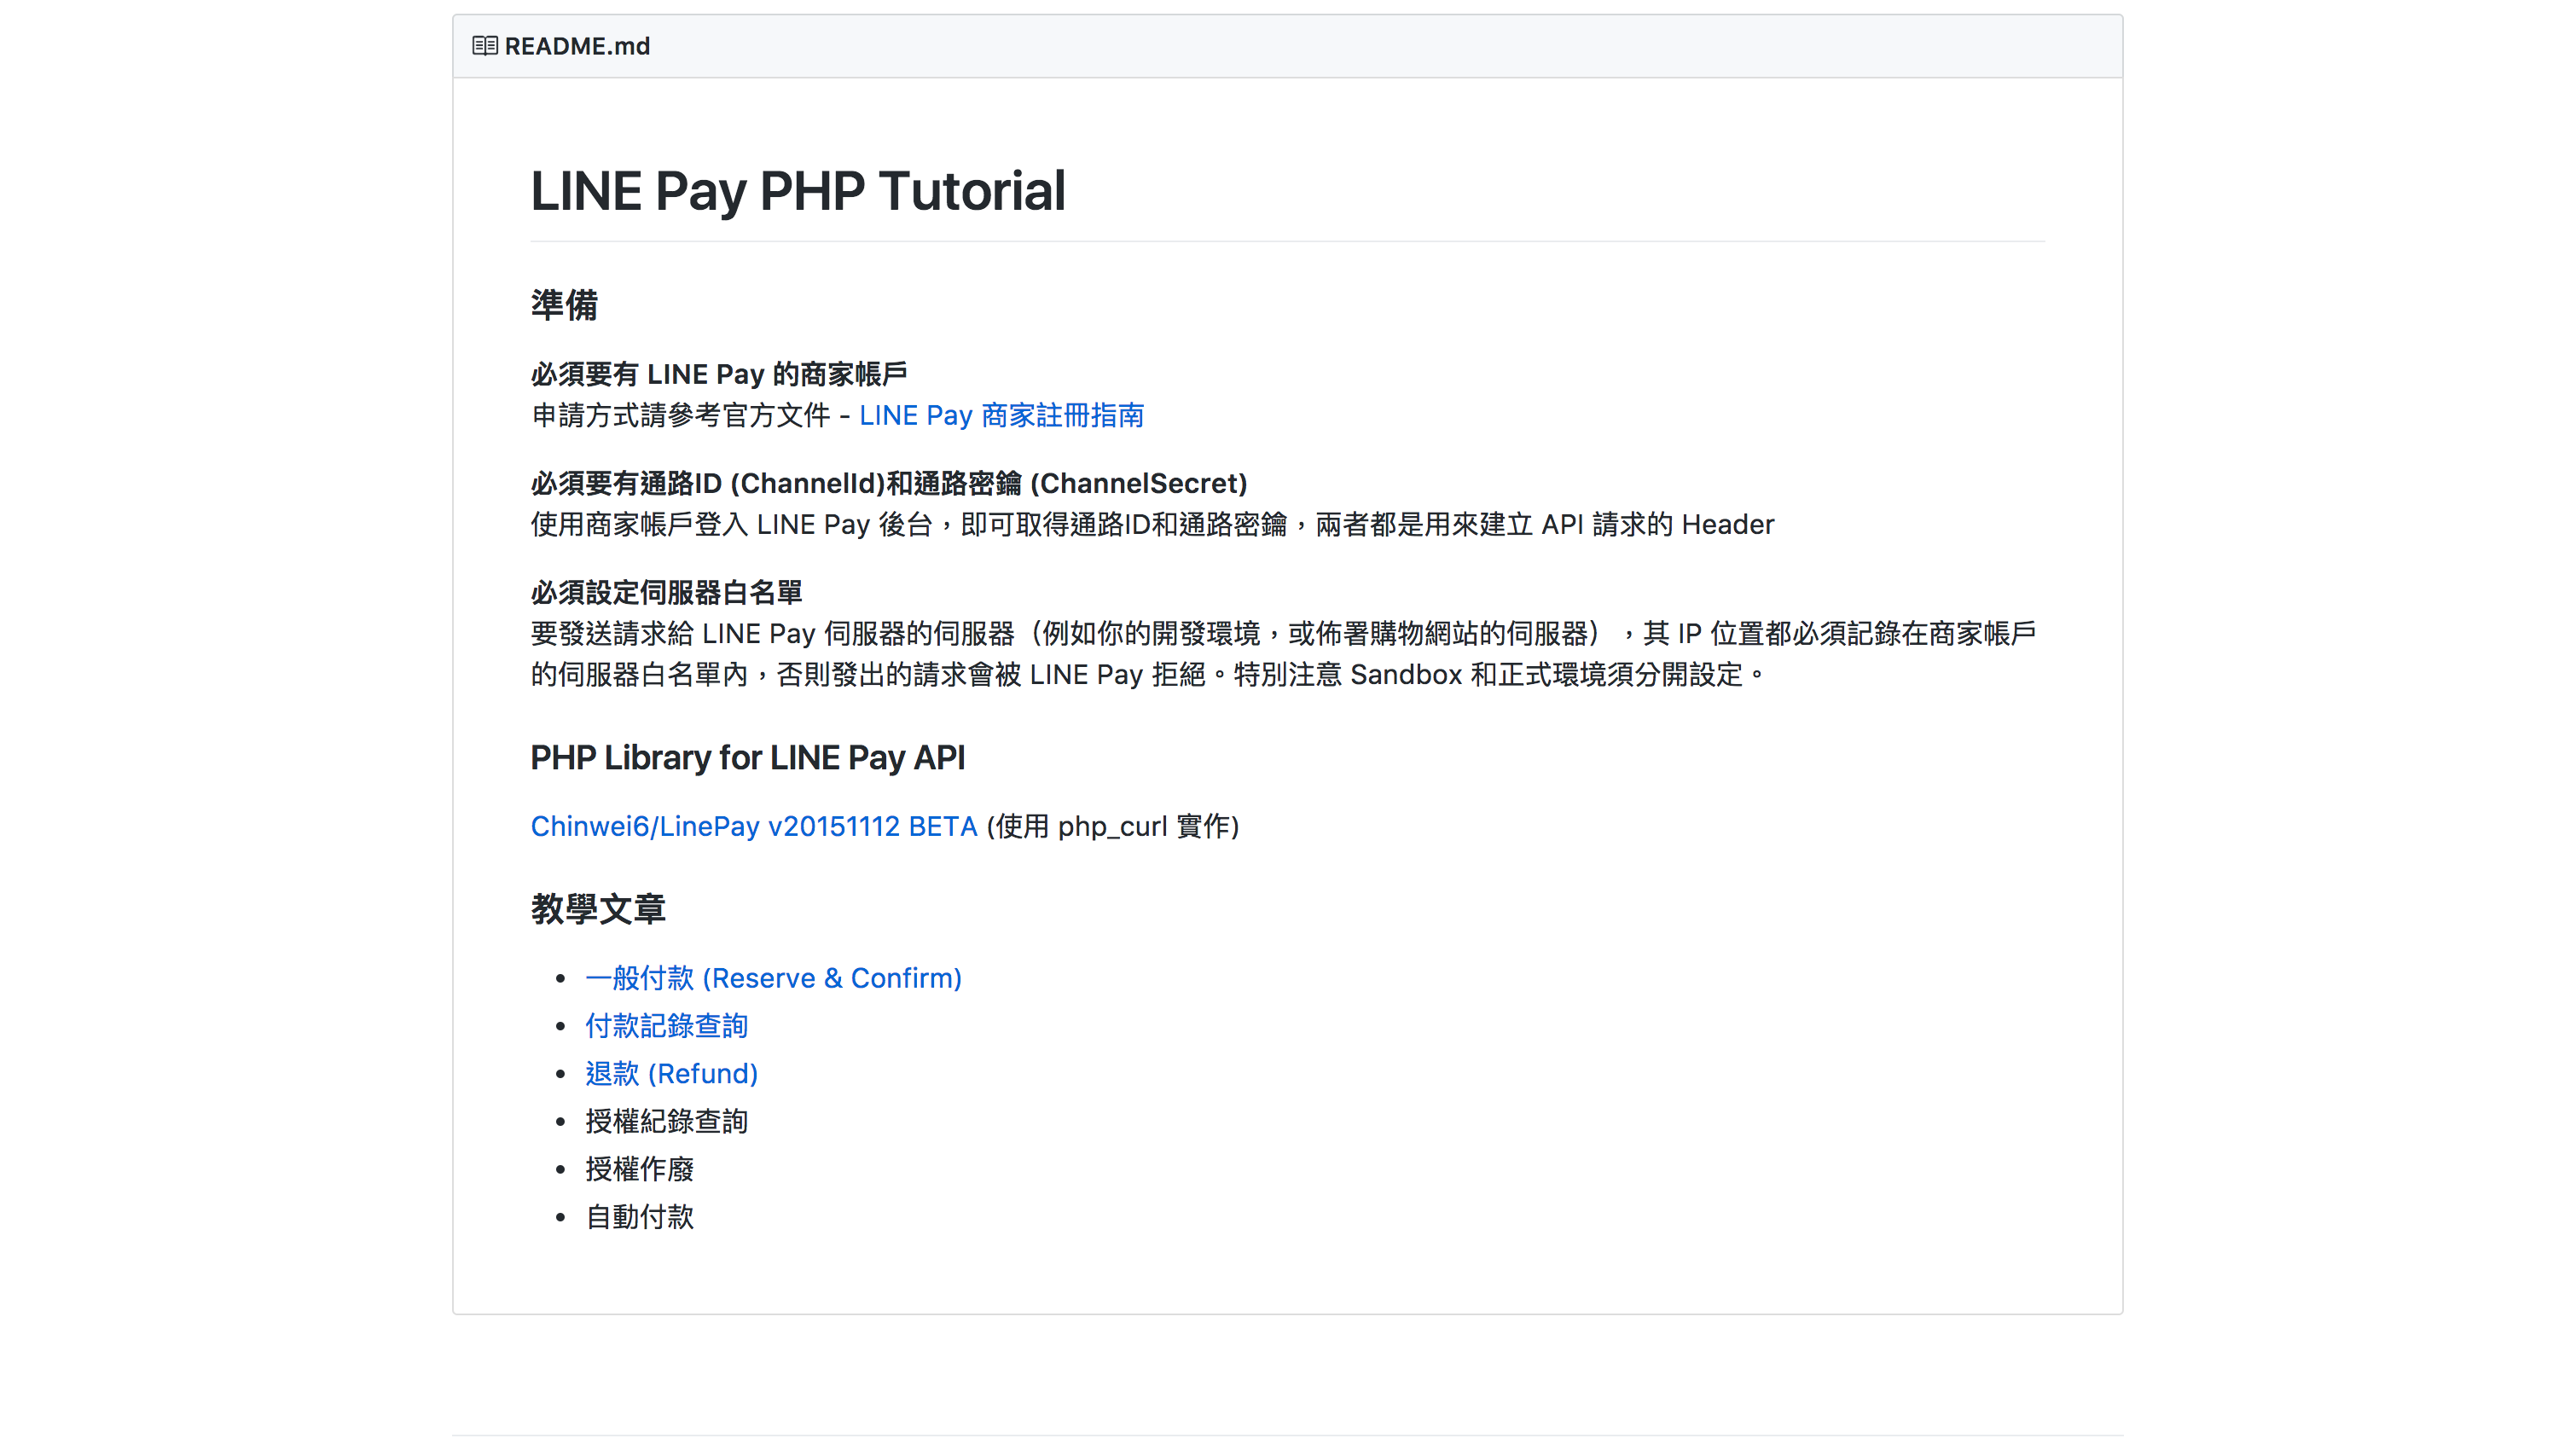 README.md
LINE Pay PHP Tutorial
準備
必須要有 LINE Pay 的商家帳戶
申請方式請參考官方文件 - LINE Pay 商家註冊指南
必須要有通路ID (ChannelId)和通路密鑰 (ChannelSecret)
使用商家帳戶登入 LINE Pay 後台，即可取得通路ID和通路密鑰，兩者都是用來建立 API 請求的 Header
必須設定伺服器白名單
要發送請求給 LINE Pay 伺服器的伺服器（例如你的開發環境，或佈署購物網站的伺服器），其 IP 位置都必須記錄在商家帳戶
的伺服器白名單內，否則發出的請求會被 LINE Pay 拒絕。特別注意 Sandbox 和正式環境須分開設定。
PHP Library for LINE Pay API
Chinwei6/LinePay v20151112 BETA (使用 php_curl 實作)
教學文章
• 一般付款 (Reserve & Confirm)
• 付款記錄查詢
• 退款 (Refund)
• 授權紀錄查詢
• 授權作廢
• 自動付款